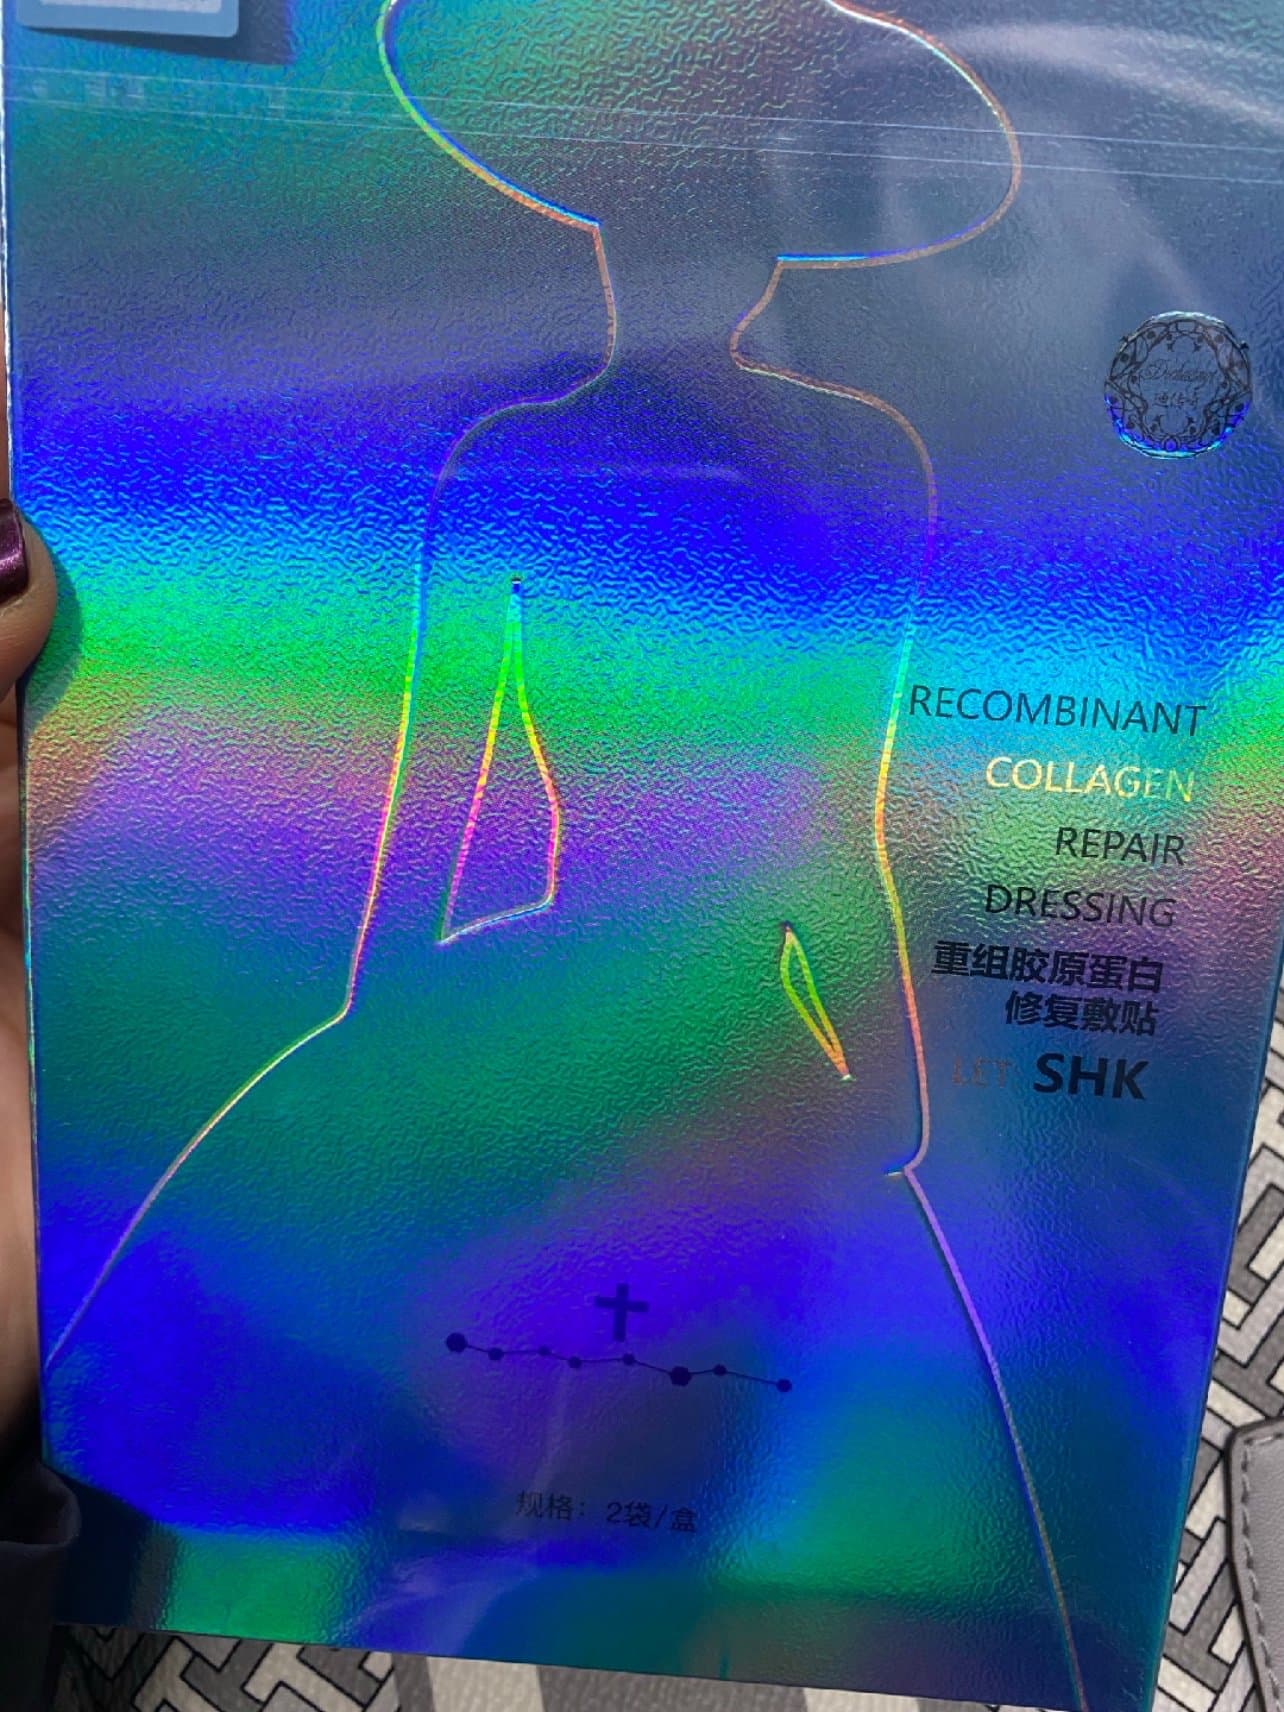 RECOMBINANT
COLLAGEN
REPAIR
DRESSING
重组胶原蛋白
修复敷贴
LET SHK
规格：2袋/盒